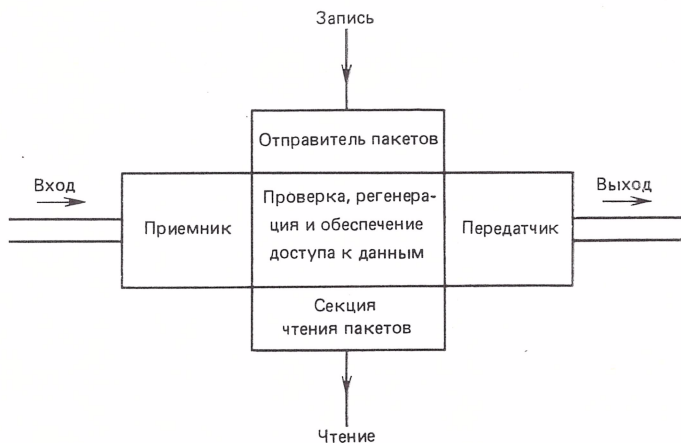 Запись
Отправитель пакетов
Вход
Выход
Приемник
Проверка, регенера-
ция и обеспечение
доступа к данным
Передатчик
Секция
чтения пакетов
Чтение